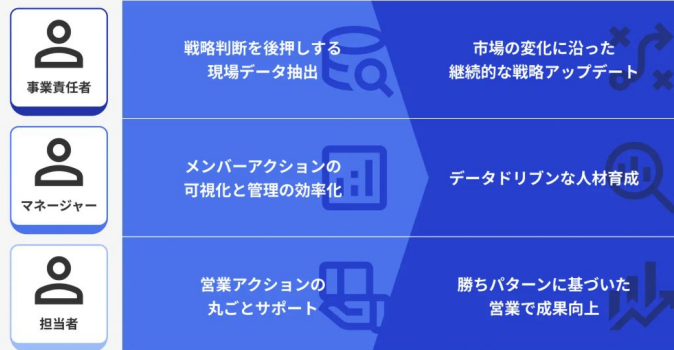 事業責任者
戦略判断を後押しする
現場データ抽出
市場の変化に沿った
継続的な戦略アップデート
マネージャー
メンバーアクションの
可視化と管理の効率化
データドリブンな人材育成
担当者
営業アクションの
丸ごとサポート
勝ちパターンに基づいた
営業で成果向上